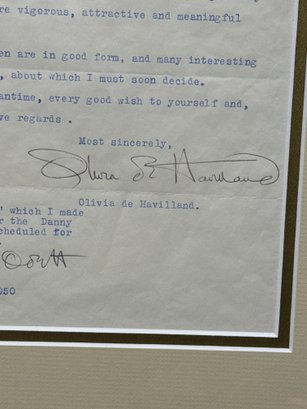 re vigorous, attractive and meaningful
en are in good form, and many interesting
, about which I must soon decide.
antime, every good wish to yourself and,
ve regards .
Most sincerely,
Olivia de Havilland
Olivia de Havilland.
" which I made
r the Danny
cheduled for
050